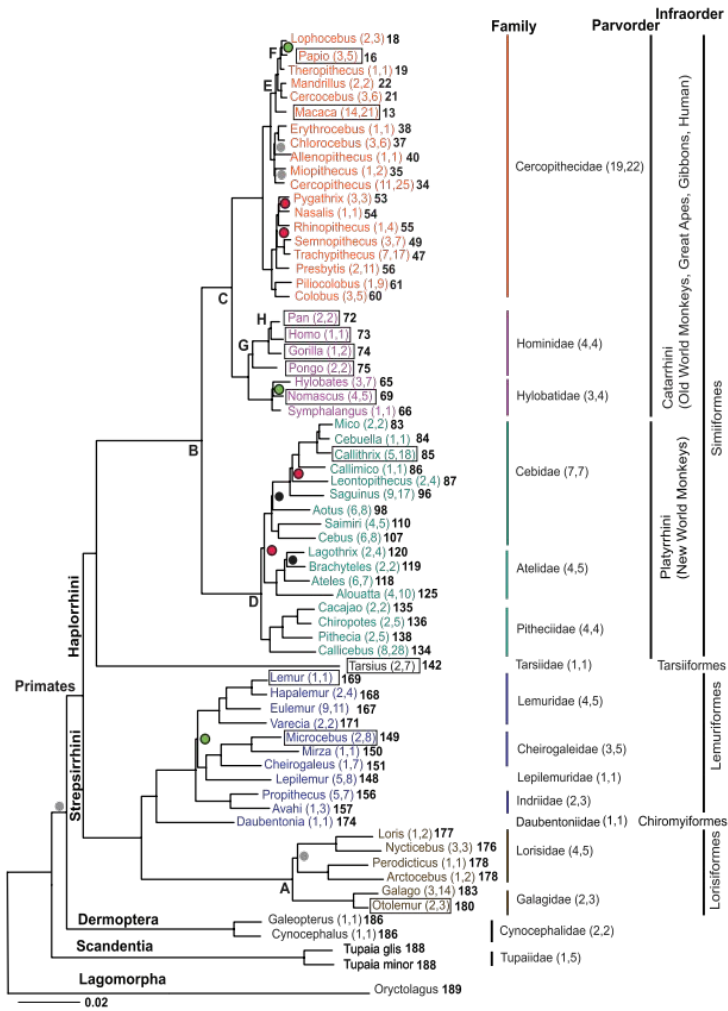 Family
Parvorder
Infraorder
Lophocebus (2,3) 18
F
Papio (3,5) 16
Theropithecus (1,1) 19
E
Mandrillus (2,2) 22
Cercocebus (3,6) 21
Macaca (14,21) 13
Erythrocebus (1,1) 38
Chlorocebus (3,6) 37
Allenopithecus (1,1) 40
Miopithecus (1,2) 35
Cercopithecus (11,25) 34
Cercopithecidae (19,22)
Pygathrix (3,3) 53
Nasalis (1,1) 54
Rhinopithecus (1,4) 55
Semnopithecus (3,7) 49
Trachypithecus (7,17) 47
Presbytis (2,11) 56
Piliocolobus (1,9) 61
Colobus (3,5) 60
C
Catarrhini
(Old World Monkeys, Great Apes, Gibbons, Human)
Simiiformes
H
Pan (2,2) 72
Homo (1,1) 73
G
Gorilla (1,2) 74
Pongo (2,2) 75
Hominidae (4,4)
Hylobates (3,7) 65
Nomascus (4,5) 69
Symphalangus (1,1) 66
Hylobatidae (3,4)
B
Mico (2,2) 83
Cebuella (1,1) 84
Callithrix (5,18) 85
Callimico (1,1) 86
Leontopithecus (2,4) 87
Saguinus (9,17) 96
Aotus (6,8) 98
Saimiri (4,5) 110
Cebus (6,8) 107
Cebidae (7,7)
Platyrrhini
(New World Monkeys)
Lagothrix (2,4) 120
Brachyteles (2,2) 119
Ateles (6,7) 118
Alouatta (4,10) 125
Atelidae (4,5)
D
Cacajao (2,2) 135
Chiropotes (2,5) 136
Pithecia (2,5) 138
Callicebus (8,28) 134
Pitheciidae (4,4)
Haplorrhini
Tarsius (2,7) 142
Tarsiidae (1,1)
Tarsiiformes
Primates
Lemur (1,1) 169
Hapalemur (2,4) 168
Eulemur (9,11) 167
Varecia (2,2) 171
Lemuridae (4,5)
Lemuriformes
Microcebus (2,8) 149
Mirza (1,1) 150
Cheirogaleus (1,7) 151
Cheirogaleidae (3,5)
Lepilemur (5,8) 148
Lepilemuridae (1,1)
Strepsirrhini
Propithecus (5,7) 156
Avahi (1,3) 157
Indriidae (2,3)
Daubentonia (1,1) 174
Daubentoniidae (1,1)
Chiromyiformes
Loris (1,2) 177
Nycticebus (3,3) 176
Perodicticus (1,1) 178
Arctocebus (1,2) 178
Lorisidae (4,5)
Lorisiformes
A
Galago (3,14) 183
Otolemur (2,3) 180
Galagidae (2,3)
Dermoptera
Galeopterus (1,1) 186
Cynocephalus (1,1) 186
Cynocephalidae (2,2)
Scandentia
Tupaia glis 188
Tupaia minor 188
Tupaiidae (1,5)
Lagomorpha
Oryctolagus 189
0.02